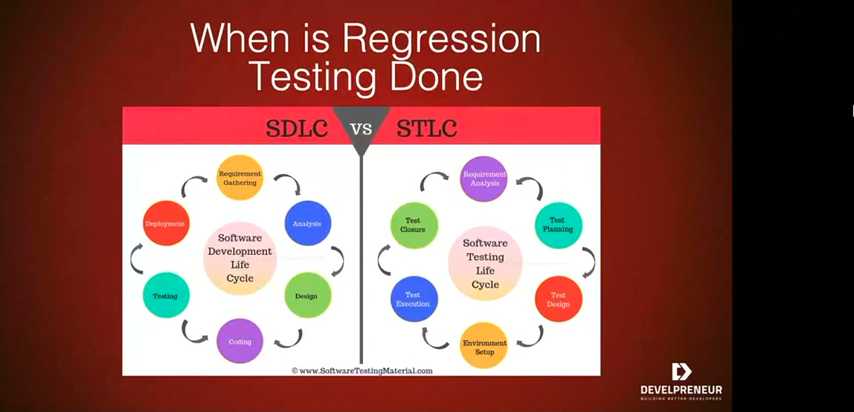 When is Regression
Testing Done
SDLC VS STLC
Requirement
Gathering
Analysis
Design
Coding
Testing
Deployment
Software
Development
Life
Cycle
Requirement
Analysis
Test
Planning
Test
Design
Environment
Setup
Test
Execution
Test
Closure
Software
Testing
Life
Cycle
© www.SoftwareTestingMaterial.com
DEVELPRENEUR
BUILDING BETTER DEVELOPERS